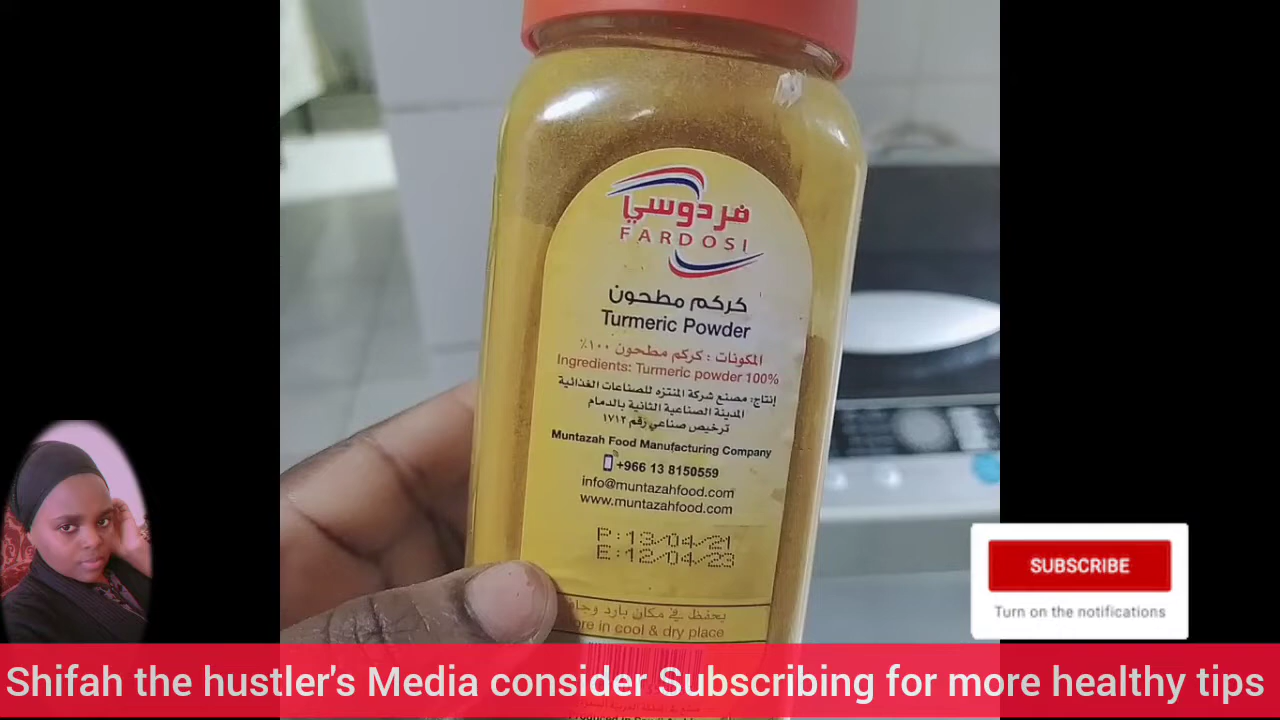 فردوسي
FARDOSI
كركم مطحون
Turmeric Powder
المكونات : كركم مطحون ١٠٠٪
Ingredients: Turmeric powder 100%
إنتاج: مصنع شركة المنتزه للصناعات الغذائية
المدينة الصناعية الثانية بالدمام
ترخيص صناعي رقم ١٧١٢
Muntazah Food Manufacturing Company
+966 13 8150559
info@muntazahfood.com
www.muntazahfood.com
P:13/04/21
E:12/04/23
يحفظ في مكان بارد
in cool & dry place
SUBSCRIBE
Turn on the notifications
Shifah the hustler's Media consider Subscribing for more healthy tips